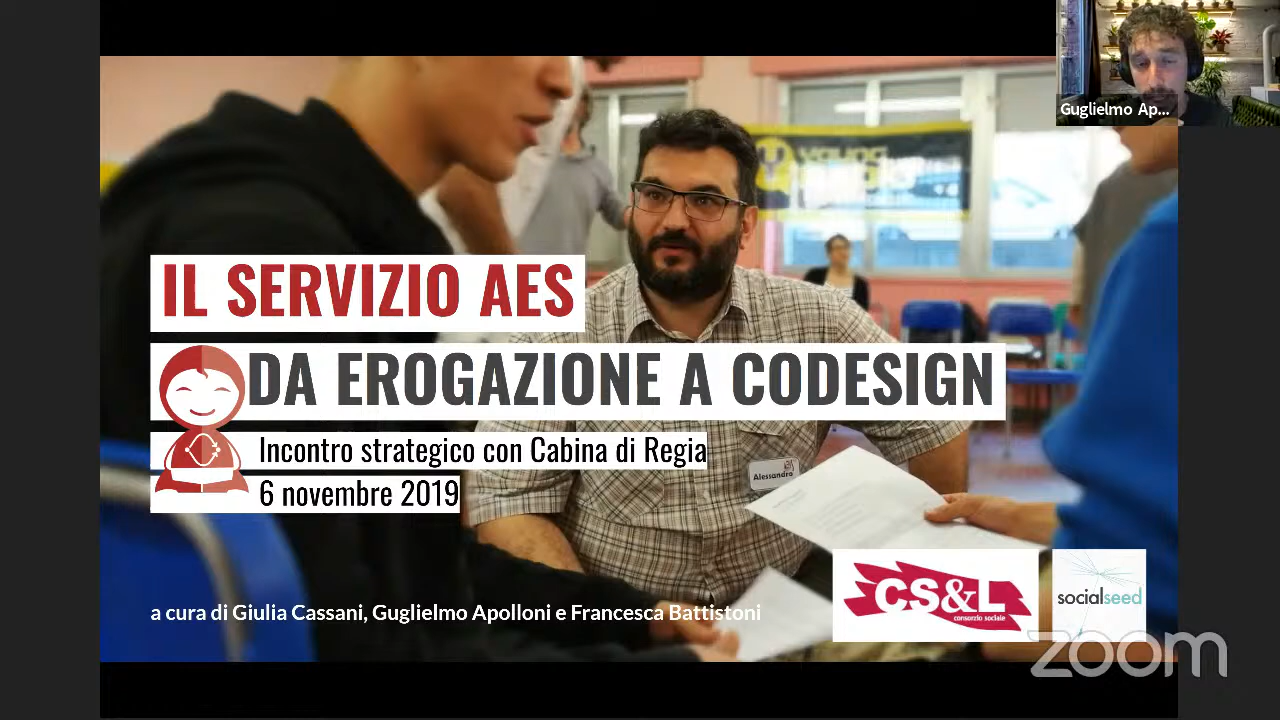 Guglielmo Ap...
IL SERVIZIO AES
DA EROGAZIONE A CODESIGN
Incontro strategico con Cabina di Regia
6 novembre 2019
Alessandro
a cura di Giulia Cassani, Guglielmo Apolloni e Francesca Battistoni
CS&L
consorzio sociale
socialseed
zoom